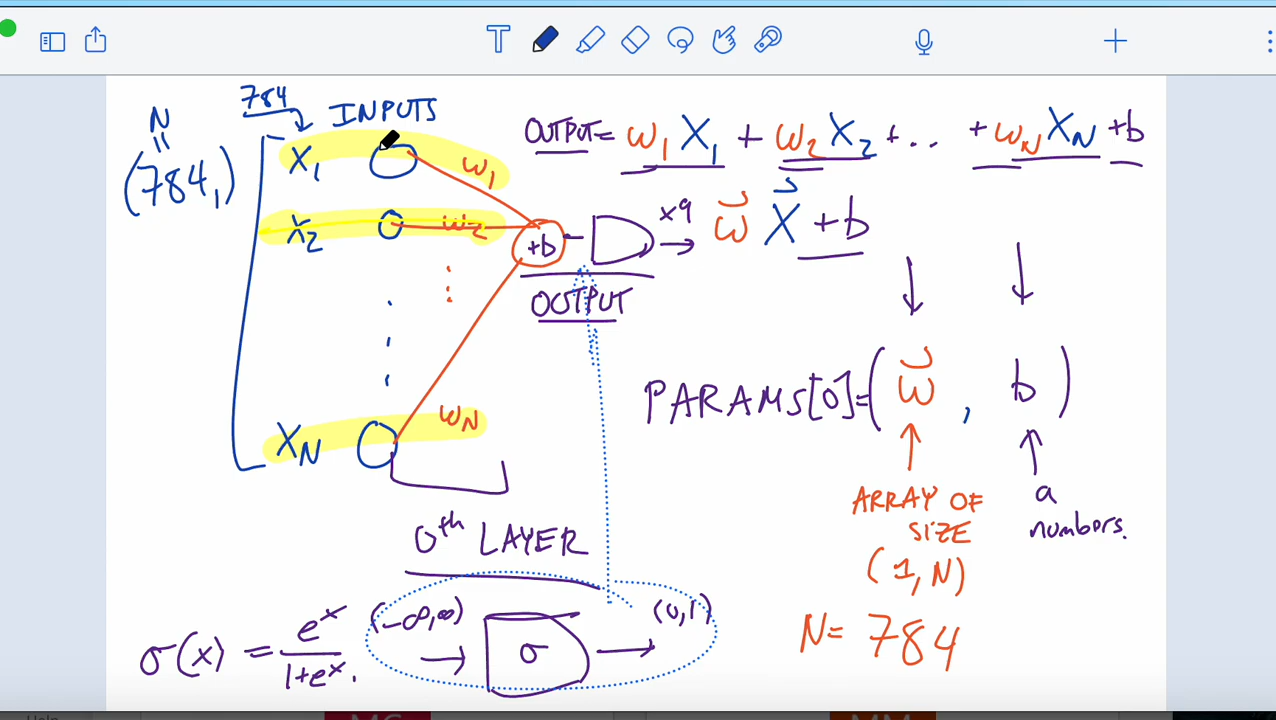 784
INPUTS
N
=
(784,)
X1
w1
X2
w2
XN
wN
+b
OUTPUT
OUTPUT= w1 X1 + w2 X2 +... + wN XN + b
x9
w X + b
PARAMS[0]=(w, b)
ARRAY OF
SIZE
(1,N)
N= 784
a
numbers.
0th LAYER
σ(x) = e^x / 1+e^x.
(-∞,∞)
σ
(0,1)